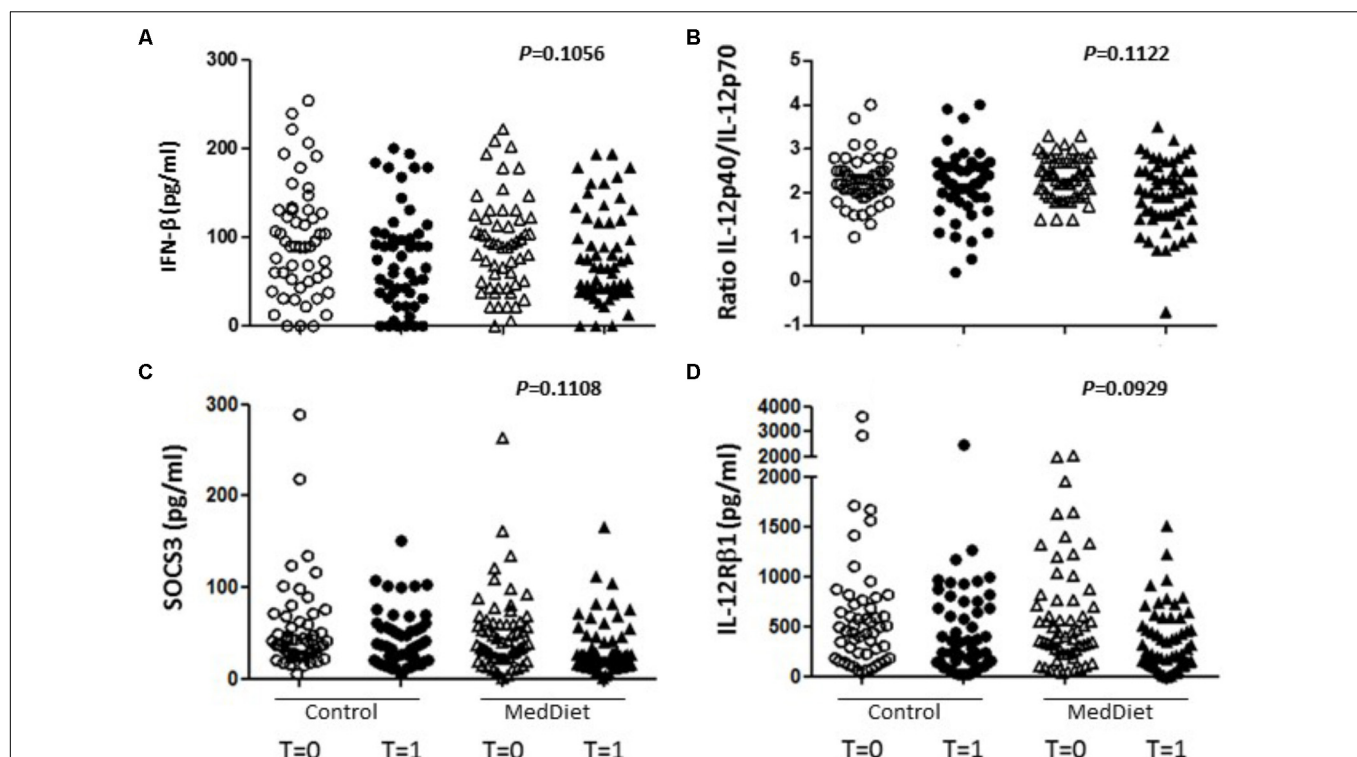 A
P=0.1056
IFN-β (pg/ml)
300
200
100
0
B
P=0.1122
Ratio IL-12p40/IL-12p70
5
4
3
2
1
0
-1
C
P=0.1108
SOCS3 (pg/ml)
300
200
100
0
Control MedDiet
T=0 T=1 T=0 T=1
D
P=0.0929
IL-12Rβ1 (pg/ml)
4000
3000
2000
2000
1500
1000
500
0
Control MedDiet
T=0 T=1 T=0 T=1